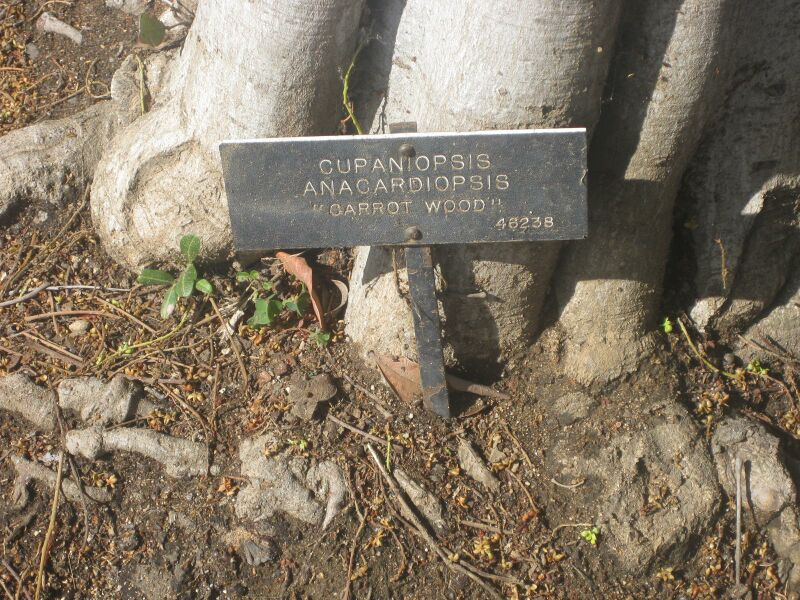 CUPANIOPSIS
ANACARDIOPSIS
"CARROT WOOD"
46238